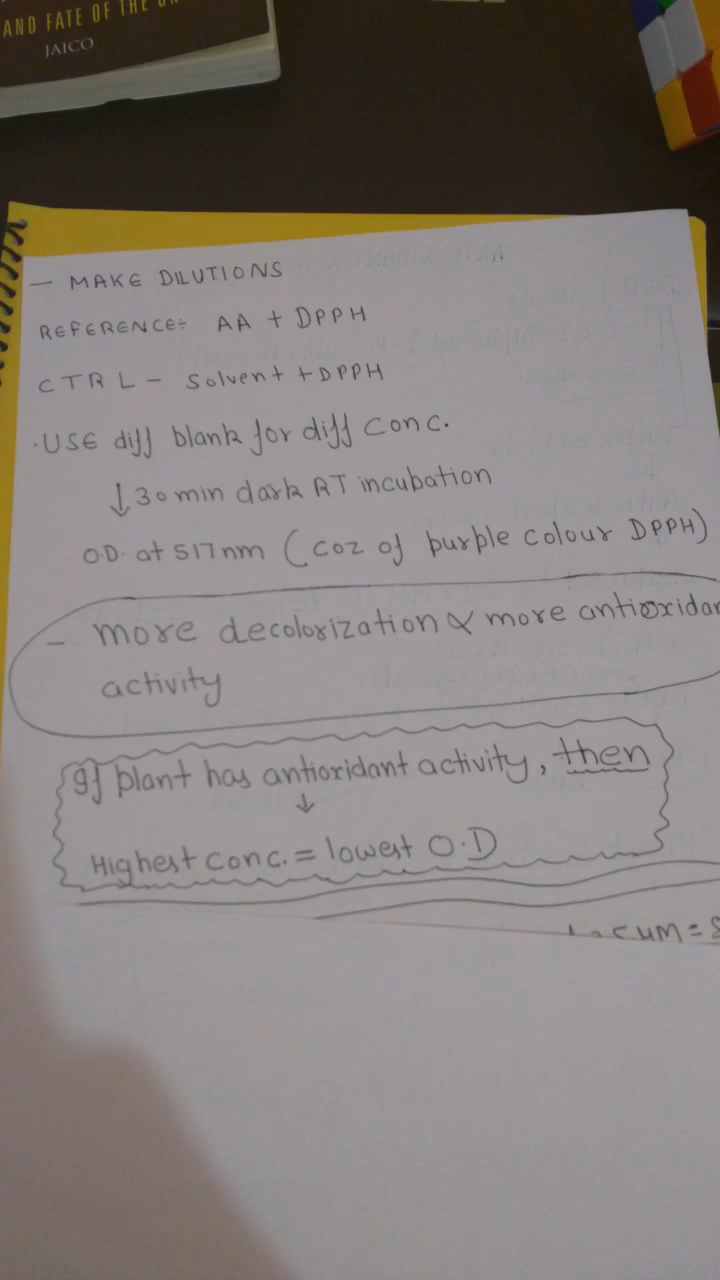 AND FATE OF THE
JAICO
- MAKE DILUTIONS
REFERENCE:- AA + DPPH
CTRL - Solvent + DPPH
. USE diff blank for diff conc.
↓ 30 min dark RT incubation
O.D. at 517nm (coz of purple colour DPPH)
- more decolorization ∝ more antioxidan
activity
If plant has antioxidant activity, then
↓
Highest conc. = lowest O.D